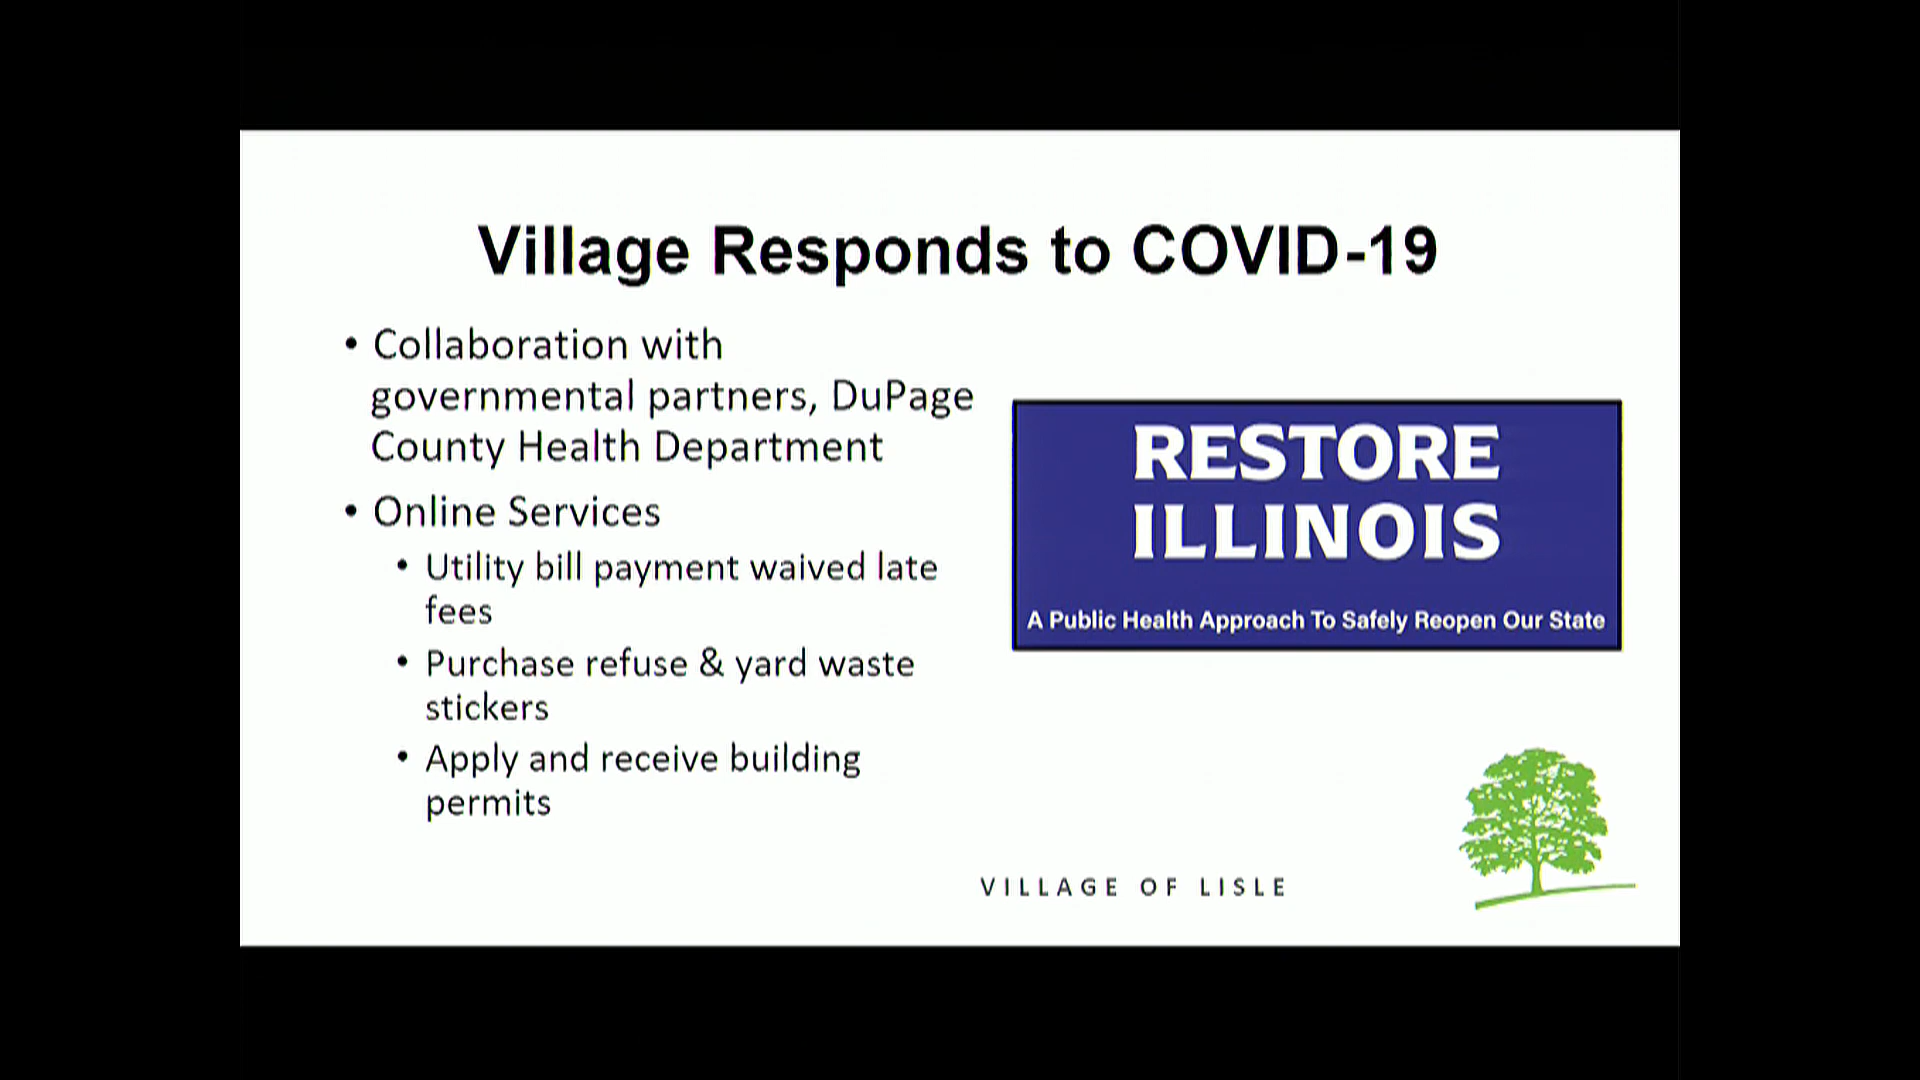 Village Responds to COVID-19
• Collaboration with
governmental partners, DuPage
County Health Department
• Online Services
• Utility bill payment waived late
fees
• Purchase refuse & yard waste
stickers
• Apply and receive building
permits
RESTORE
ILLINOIS
A Public Health Approach To Safely Reopen Our State
VILLAGE OF LISLE